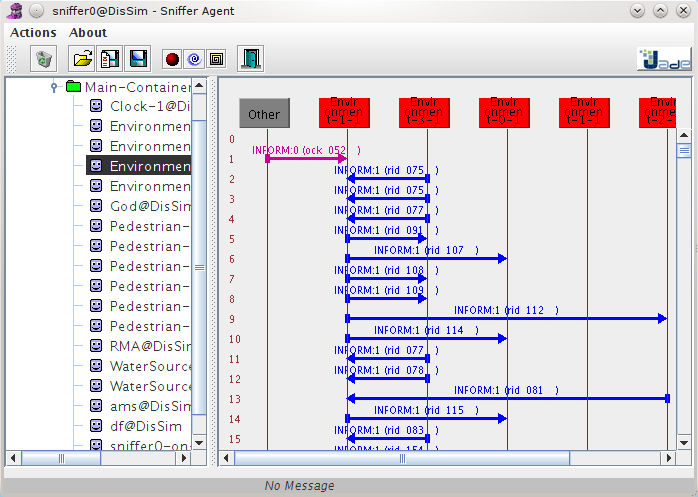 sniffer0@DisSim - Sniffer Agent
Actions About
Jade
Main-Container
Clock-1@Di
Environmen
Environmen
Environmen
Environmen
God@DisSim
Pedestrian-
Pedestrian-
Pedestrian-
Pedestrian-
Pedestrian-
Pedestrian-
RMA@DisSim
WaterSource
WaterSource
ams@DisSim
df@DisSim
sniffer0-on-
Other
Envir
onmen
t-1-1
Envir
onmen
t-3-1
Envir
onmen
t-0-1
Envir
onmen
t-1-1
Envir
onmen
t-2-1
0
INFORM:0 (ock 052 )
1
INFORM:1 (rid 075 )
2
INFORM:1 (rid 075 )
3
INFORM:1 (rid 077 )
4
INFORM:1 (rid 091 )
5
INFORM:1 (rid 107 )
6
INFORM:1 (rid 108 )
7
INFORM:1 (rid 109 )
8
INFORM:1 (rid 112 )
9
INFORM:1 (rid 114 )
10
INFORM:1 (rid 077 )
11
INFORM:1 (rid 078 )
12
INFORM:1 (rid 081 )
13
INFORM:1 (rid 115 )
14
INFORM:1 (rid 083 )
15
INFORM:1 (rid 154 )
No Message